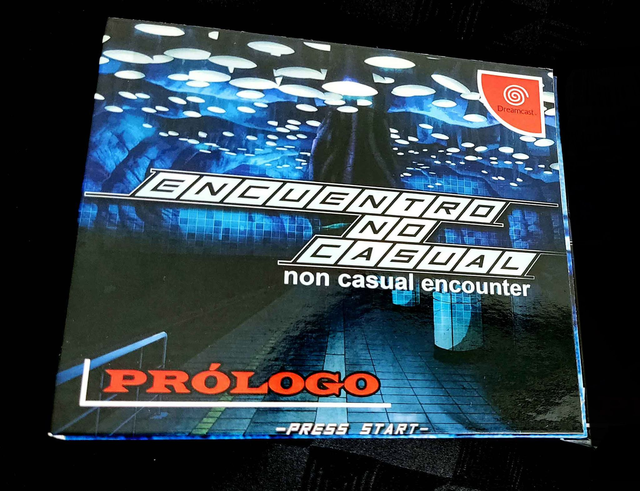 Dreamcast
ENCUENTRO
NO
CASUAL
non casual encounter
PRÓLOGO
-PRESS START-